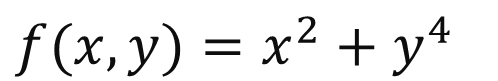 f(x, y) = x² + y⁴